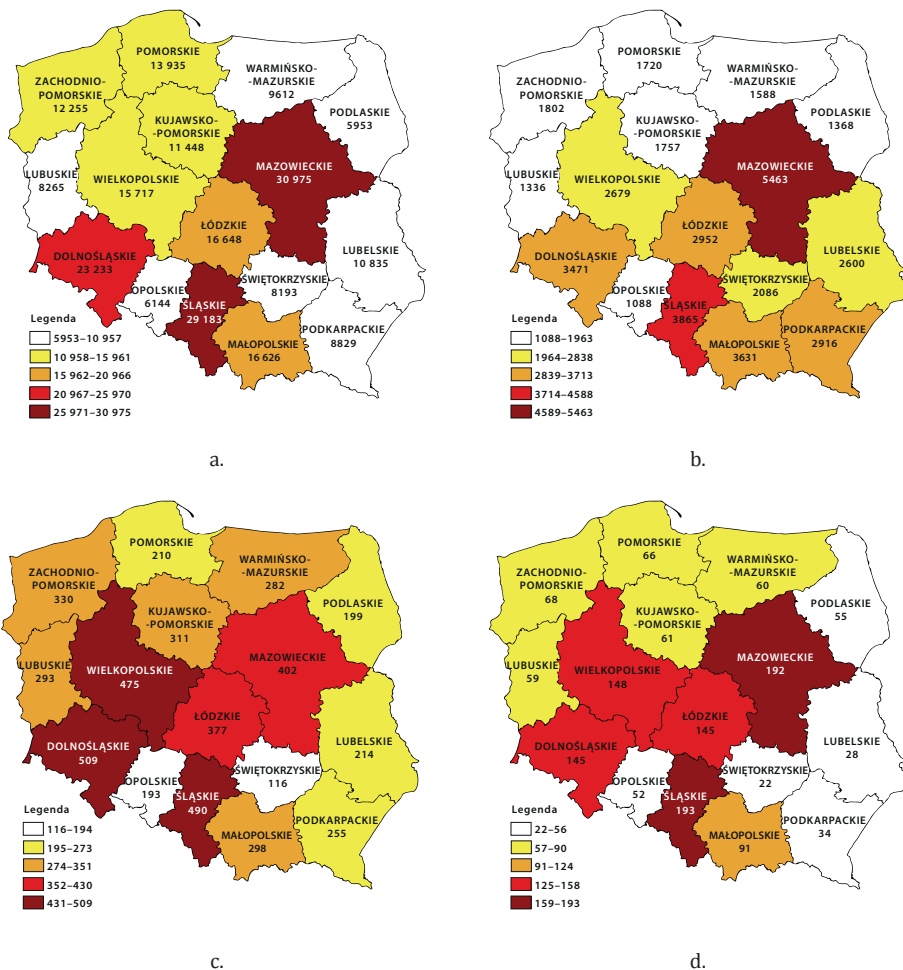 POMORSKIE
13 935
ZACHODNIO-
POMORSKIE
12 255
WARMIŃSKO-
-MAZURSKIE
9612
PODLASKIE
5953
KUJAWSKO-
-POMORSKIE
11 448
MAZOWIECKIE
30 975
LUBUSKIE
8265
WIELKOPOLSKIE
15 717
ŁÓDZKIE
16 648
LUBELSKIE
10 835
DOLNOŚLĄSKIE
23 233
OPOLSKIE
6144
ŚLĄSKIE
29 183
ŚWIĘTOKRZYSKIE
8193
MAŁOPOLSKIE
16 626
PODKARPACKIE
8829
Legenda
5953–10 957
10 958–15 961
15 962–20 966
20 967–25 970
25 971–30 975
a.
POMORSKIE
1720
ZACHODNIO-
POMORSKIE
1802
WARMIŃSKO-
-MAZURSKIE
1588
PODLASKIE
1368
KUJAWSKO-
-POMORSKIE
1757
MAZOWIECKIE
5463
LUBUSKIE
1336
WIELKOPOLSKIE
2679
ŁÓDZKIE
2952
LUBELSKIE
2600
DOLNOŚLĄSKIE
3471
OPOLSKIE
1088
ŚLĄSKIE
3865
ŚWIĘTOKRZYSKIE
2086
MAŁOPOLSKIE
3631
PODKARPACKIE
2916
Legenda
1088–1963
1964–2838
2839–3713
3714–4588
4589–5463
b.
POMORSKIE
210
ZACHODNIO-
POMORSKIE
330
WARMIŃSKO-
-MAZURSKIE
282
PODLASKIE
199
KUJAWSKO-
-POMORSKIE
311
MAZOWIECKIE
402
LUBUSKIE
293
WIELKOPOLSKIE
475
ŁÓDZKIE
377
LUBELSKIE
214
DOLNOŚLĄSKIE
509
OPOLSKIE
193
ŚLĄSKIE
490
ŚWIĘTOKRZYSKIE
116
MAŁOPOLSKIE
298
PODKARPACKIE
255
Legenda
116–194
195–273
274–351
352–430
431–509
c.
POMORSKIE
66
ZACHODNIO-
POMORSKIE
68
WARMIŃSKO-
-MAZURSKIE
60
PODLASKIE
55
KUJAWSKO-
-POMORSKIE
61
MAZOWIECKIE
192
LUBUSKIE
59
WIELKOPOLSKIE
148
ŁÓDZKIE
145
LUBELSKIE
28
DOLNOŚLĄSKIE
145
OPOLSKIE
52
ŚLĄSKIE
193
ŚWIĘTOKRZYSKIE
22
MAŁOPOLSKIE
91
PODKARPACKIE
34
Legenda
22–56
57–90
91–124
125–158
159–193
d.